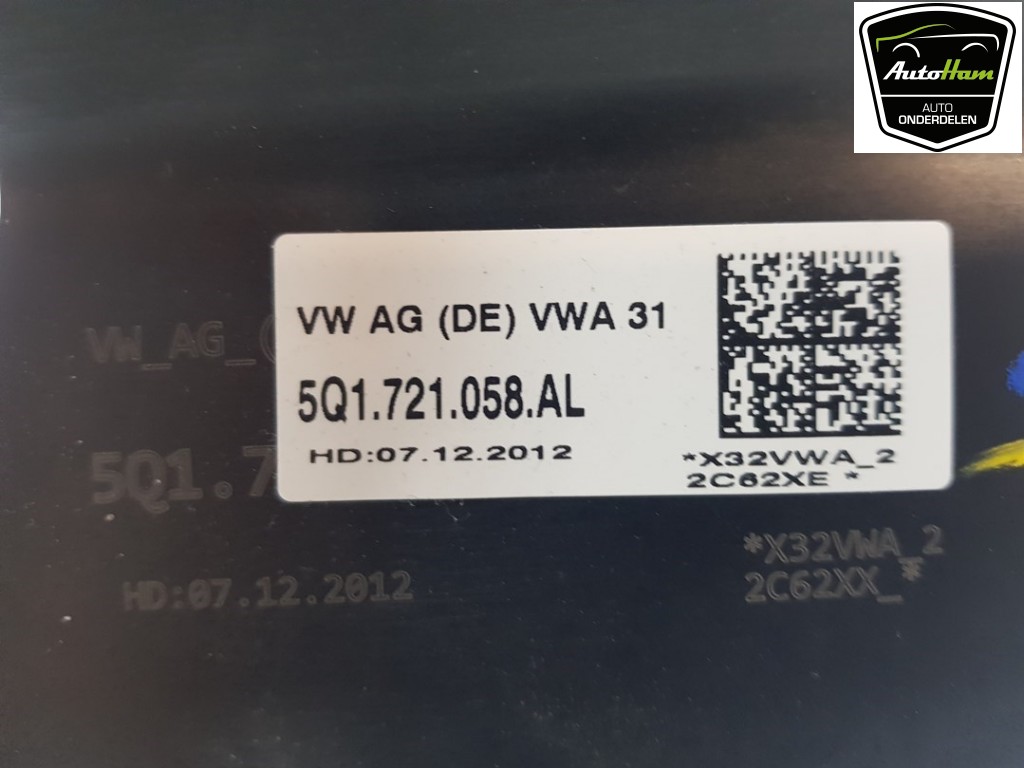 AutoHam
AUTO
ONDERDELEN
VW AG (DE) VWA 31
5Q1.721.058.AL
HD:07.12.2012
*X32VWA_2
2C62XE *
VW_AG_(
5Q1.7
*X32VWA_2
2C62XX_*
HD:07.12.2012